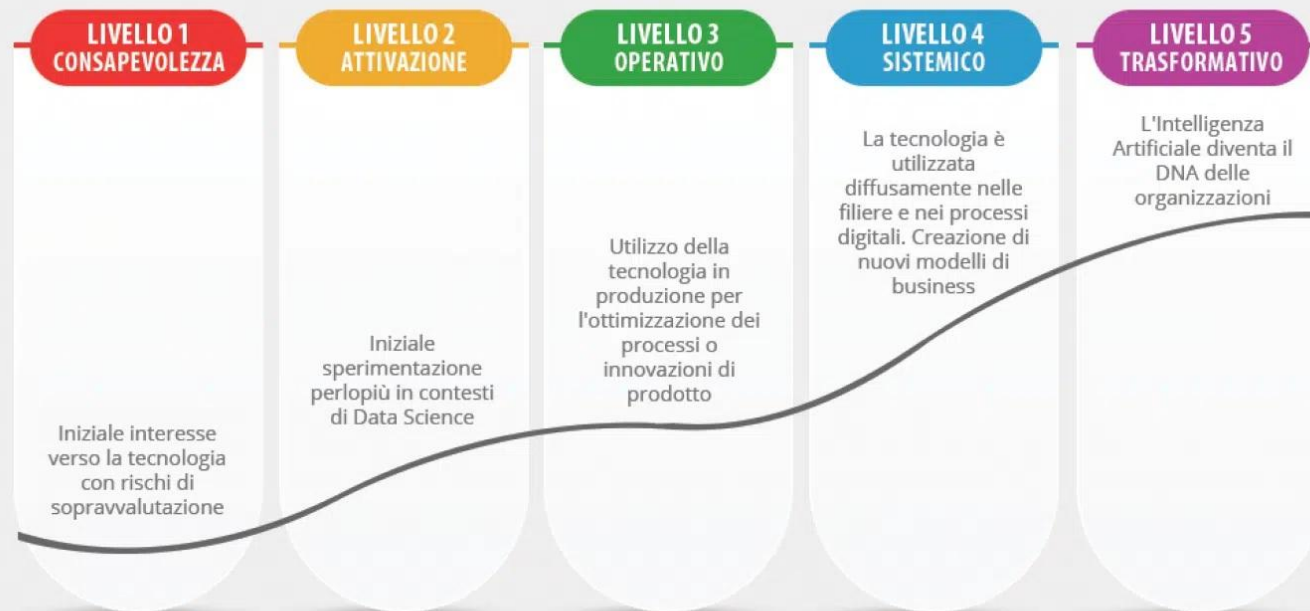 LIVELLO 1
CONSAPEVOLEZZA
Iniziale interesse
verso la tecnologia
con rischi di
sopravvalutazione
LIVELLO 2
ATTIVAZIONE
Iniziale
sperimentazione
perlopiù in contesti
di Data Science
LIVELLO 3
OPERATIVO
Utilizzo della
tecnologia in
produzione per
l'ottimizzazione dei
processi o
innovazioni di
prodotto
LIVELLO 4
SISTEMICO
La tecnologia è
utilizzata
diffusamente nelle
filiere e nei processi
digitali. Creazione di
nuovi modelli di
business
LIVELLO 5
TRASFORMATIVO
L'Intelligenza
Artificiale diventa il
DNA delle
organizzazioni